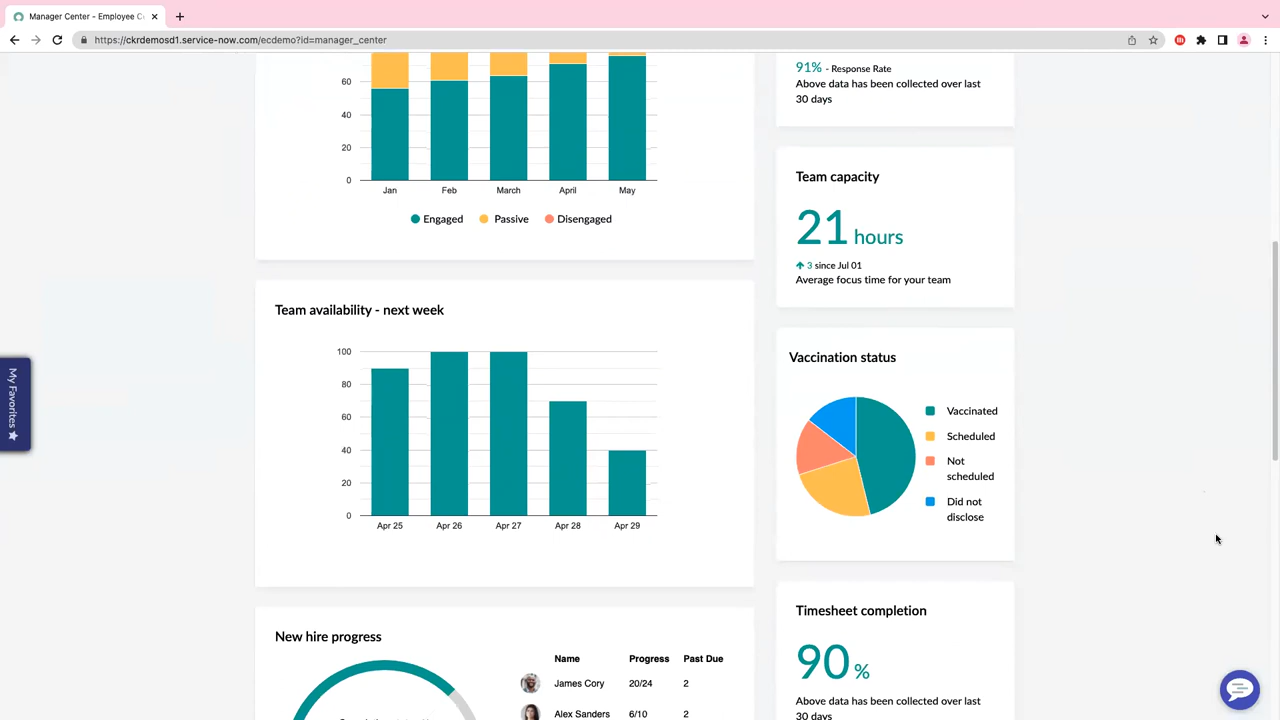 Manager Center - Employee C
https://ckrdemosd1.service-now.com/ecdemo?id=manager_center
60
40
20
0
Jan Feb March April May
Engaged Passive Disengaged
91% - Response Rate
Above data has been collected over last
30 days
Team capacity
21 hours
3 since Jul 01
Average focus time for your team
Team availability - next week
100
80
60
40
20
0
Apr 25 Apr 26 Apr 27 Apr 28 Apr 29
Vaccination status
Vaccinated
Scheduled
Not
scheduled
Did not
disclose
My Favorites
New hire progress
Name Progress Past Due
James Cory 20/24 2
Alex Sanders 6/10 2
Timesheet completion
90 %
Above data has been collected over last
30 days